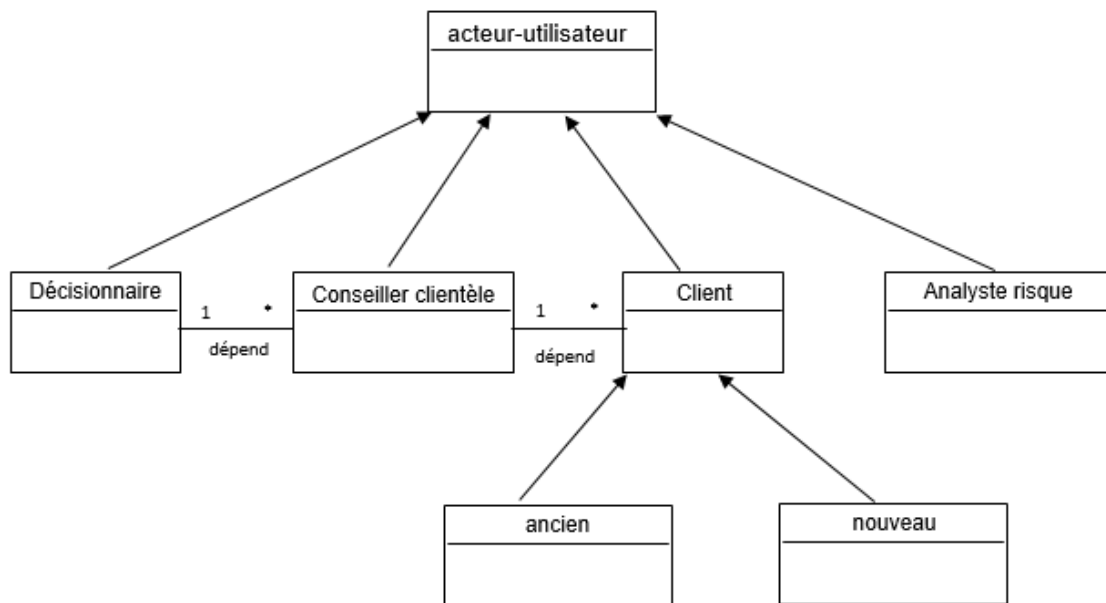 acteur-utilisateur
Décisionnaire
Conseiller clientèle
Client
Analyste risque
1 *
dépend
1 *
dépend
ancien
nouveau